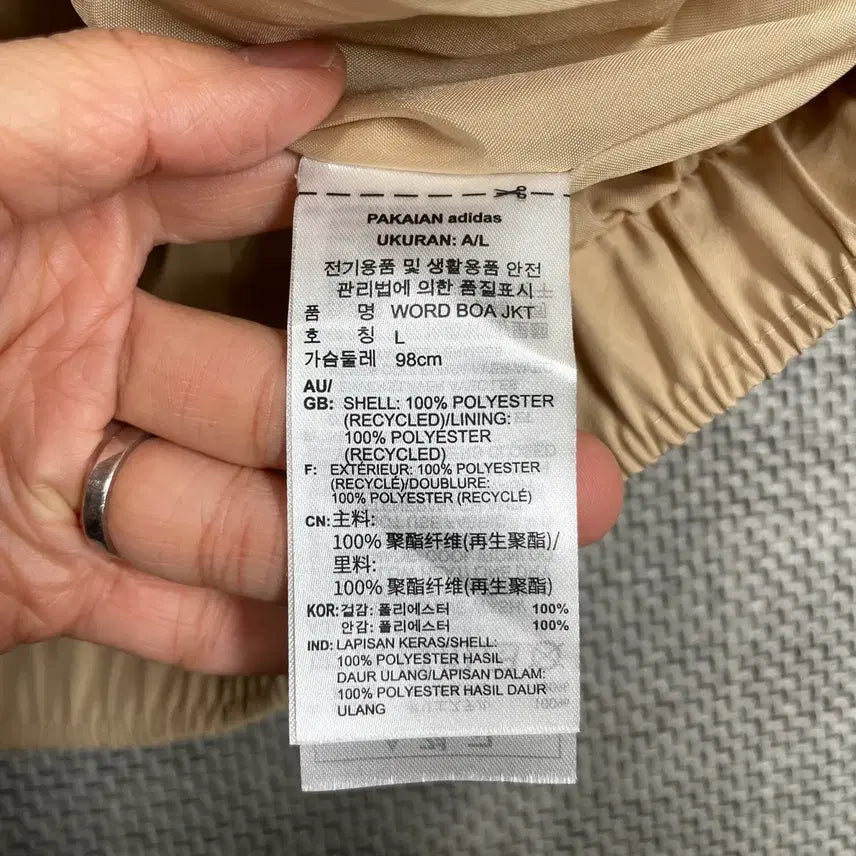 PAKAIAN adidas
UKURAN: A/L
전기용품 및 생활용품 안전
관리법에 의한 품질표시
품 명 WORD BOA JKT
호 칭 L
가슴둘레 98cm
AU/
GB: SHELL: 100% POLYESTER
(RECYCLED)/LINING:
100% POLYESTER
(RECYCLED)
F: EXTÉRIEUR: 100% POLYESTER
(RECYCLÉ)/DOUBLURE:
100% POLYESTER (RECYCLÉ)
CN: 主料:
100% 聚酯纤维(再生聚酯)/
里料:
100% 聚酯纤维(再生聚酯)
KOR: 겉감: 폴리에스터 100%
안감: 폴리에스터 100%
IND: LAPISAN KERAS/SHELL:
100% POLYESTER HASIL
DAUR ULANG/LAPISAN DALAM:
100% POLYESTER HASIL DAUR
ULANG